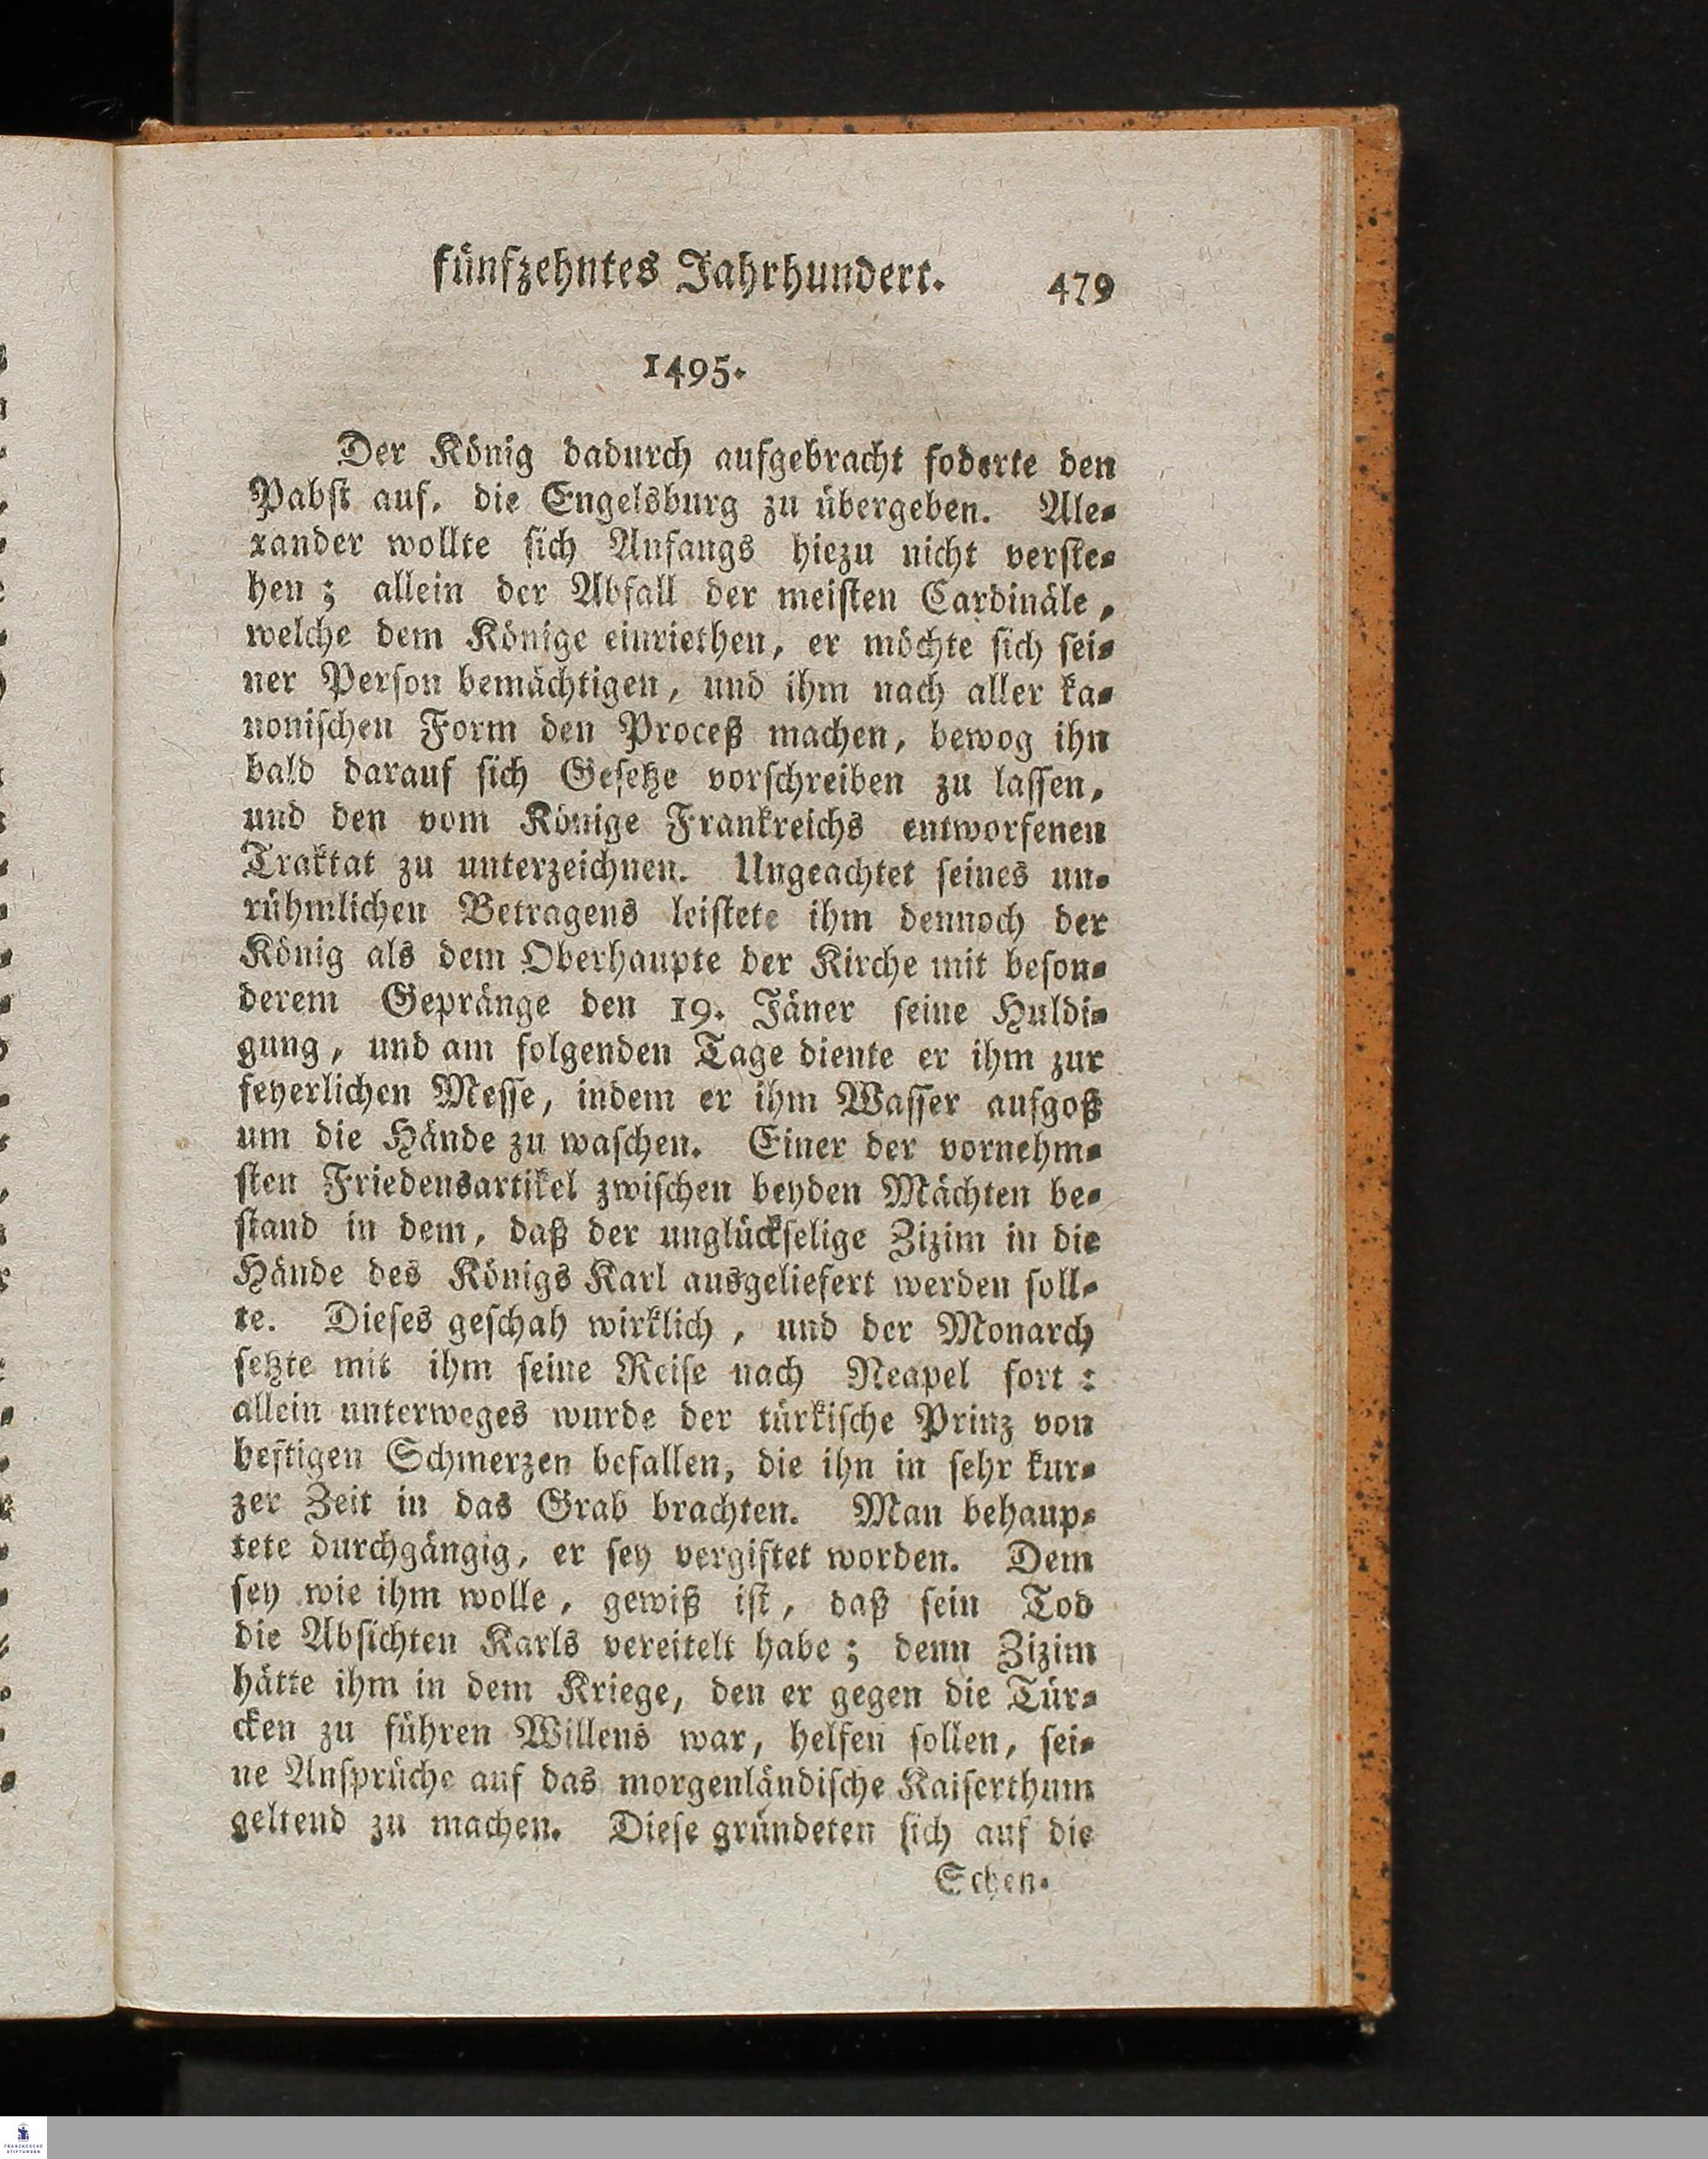 fünfzehntes Jahrhundert. 479
1495.
Der König dadurch aufgebracht foderte den
Pabst auf, die Engelsburg zu übergeben. Ale-
xander wollte sich Anfangs hiezu nicht verste-
hen; allein der Abfall der meisten Cardinäle,
welche dem Könige einriethen, er möchte sich sei-
ner Person bemächtigen, und ihm nach aller ka-
nonischen Form den Proceß machen, bewog ihn
bald darauf sich Gesetze vorschreiben zu lassen,
und den vom Könige Frankreichs entworfenen
Traktat zu unterzeichnen. Ungeachtet seines un-
rühmlichen Betragens leistete ihm dennoch der
König als dem Oberhaupte der Kirche mit beson-
derem Gepränge den 19. Jäner seine Huldi-
gung, und am folgenden Tage diente er ihm zur
feyerlichen Messe, indem er ihm Wasser aufgoß
um die Hände zu waschen. Einer der vornehm-
sten Friedensartikel zwischen beyden Mächten be-
stand in dem, daß der unglückselige Zizim in die
Hände des Königs Karl ausgeliefert werden soll-
te. Dieses geschah wirklich, und der Monarch
setzte mit ihm seine Reise nach Neapel fort:
allein unterweges wurde der türkische Prinz von
heftigen Schmerzen befallen, die ihn in sehr kur-
zer Zeit in das Grab brachten. Man behaup-
tete durchgängig, er sey vergiftet worden. Dem
sey wie ihm wolle, gewiß ist, daß sein Tod
die Absichten Karls vereitelt habe; denn Zizim
hätte ihm in dem Kriege, den er gegen die Tür-
cken zu führen Willens war, helfen sollen, sei-
ne Ansprüche auf das morgenländische Kaiserthum
geltend zu machen. Diese gründeten sich auf die
Schen-
FRANCKESCHE
STIFTUNGEN